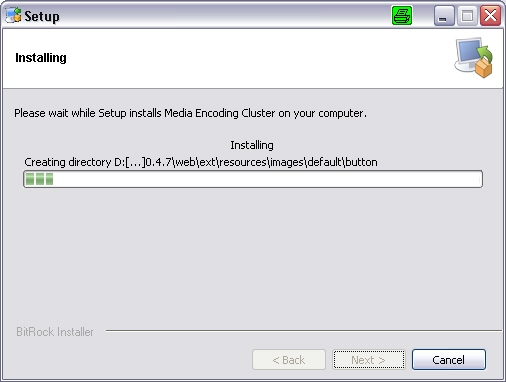 Setup
Installing
Please wait while Setup installs Media Encoding Cluster on your computer.
Installing
Creating directory D:[...]0.4.7\web\ext\resources\images\default\button
BitRock Installer
< Back
Next >
Cancel